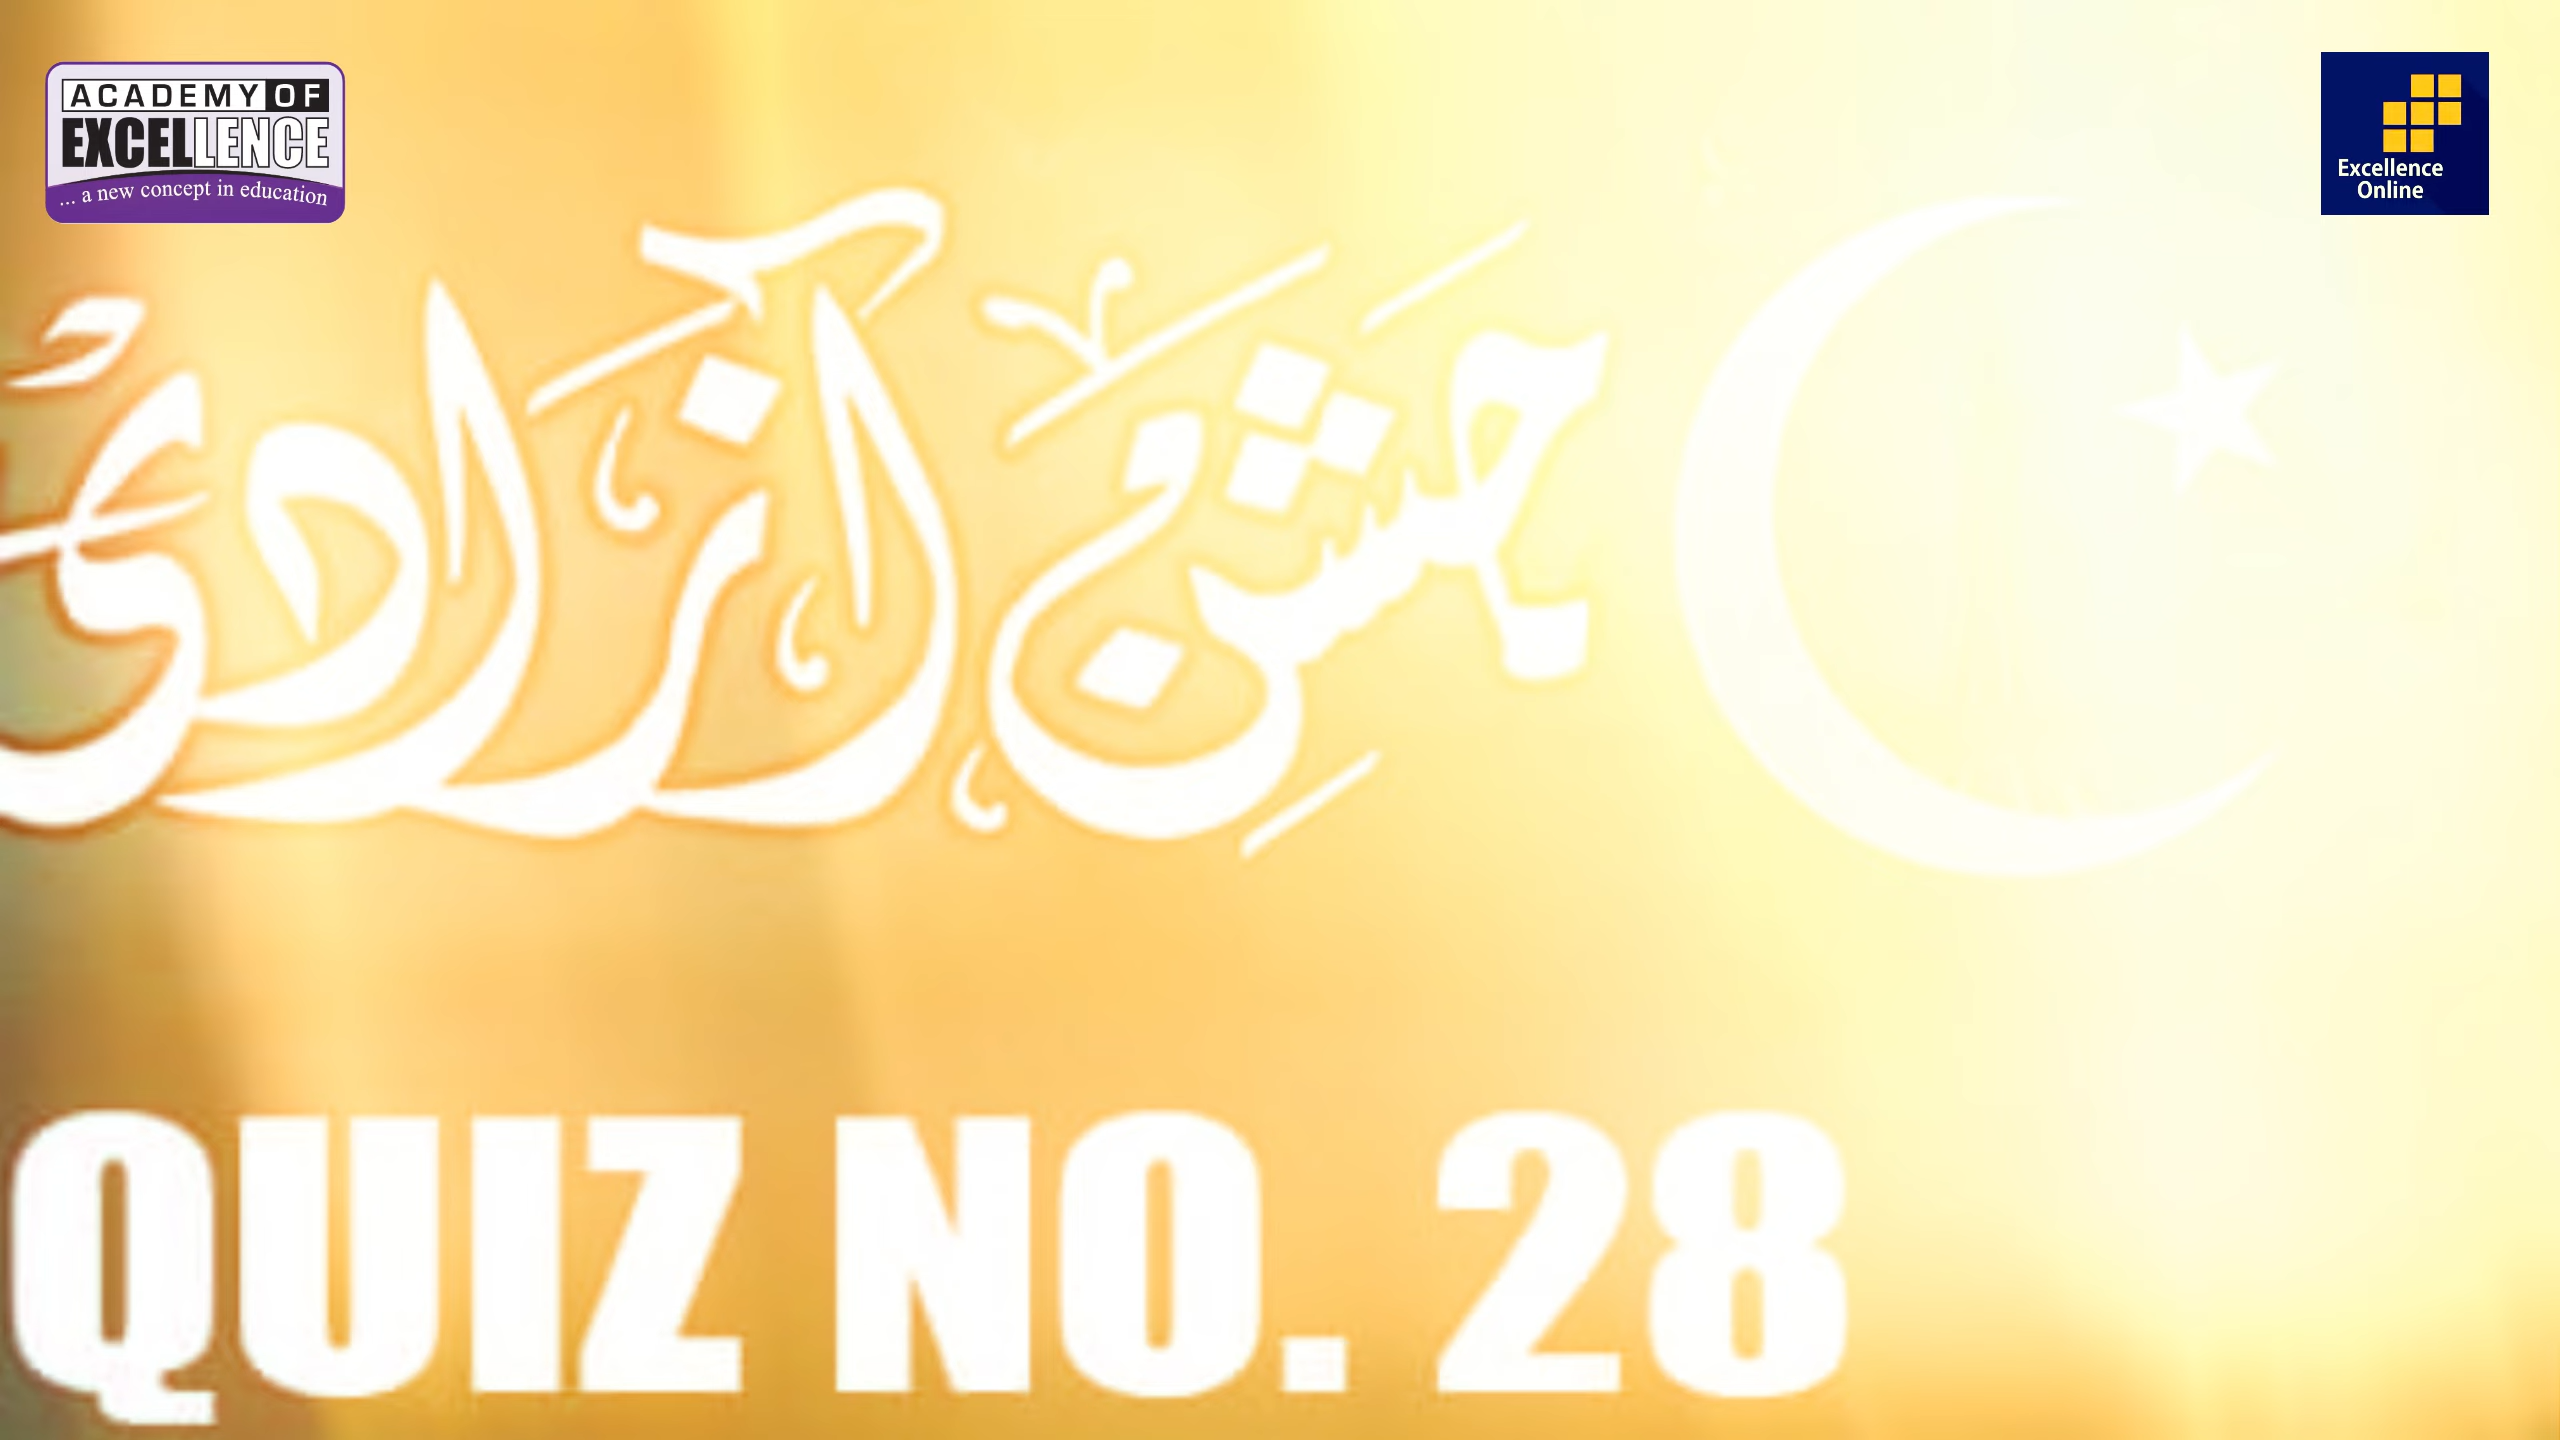 ACADEMY OF
EXCELLENCE
... a new concept in education
Excellence
Online
جشنِ آزادی
QUIZ NO. 28